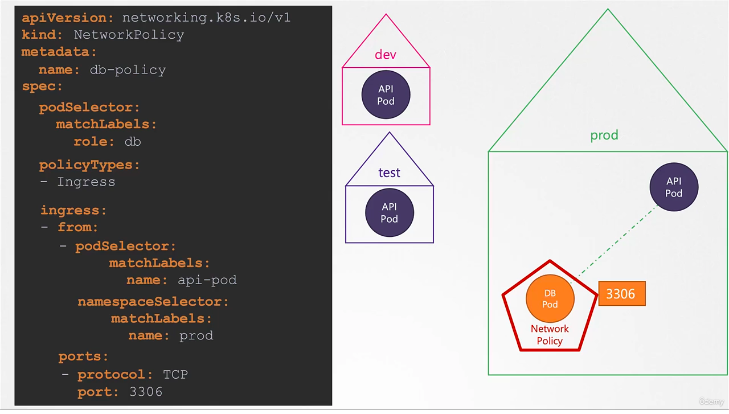 apiVersion: networking.k8s.io/v1
kind: NetworkPolicy
metadata:
  name: db-policy
spec:
  podSelector:
    matchLabels:
      role: db
  policyTypes:
  - Ingress
  ingress:
  - from:
    - podSelector:
        matchLabels:
          name: api-pod
      namespaceSelector:
        matchLabels:
          name: prod
    ports:
    - protocol: TCP
      port: 3306
dev
API
Pod
test
API
Pod
prod
API
Pod
DB
Pod
3306
Network
Policy